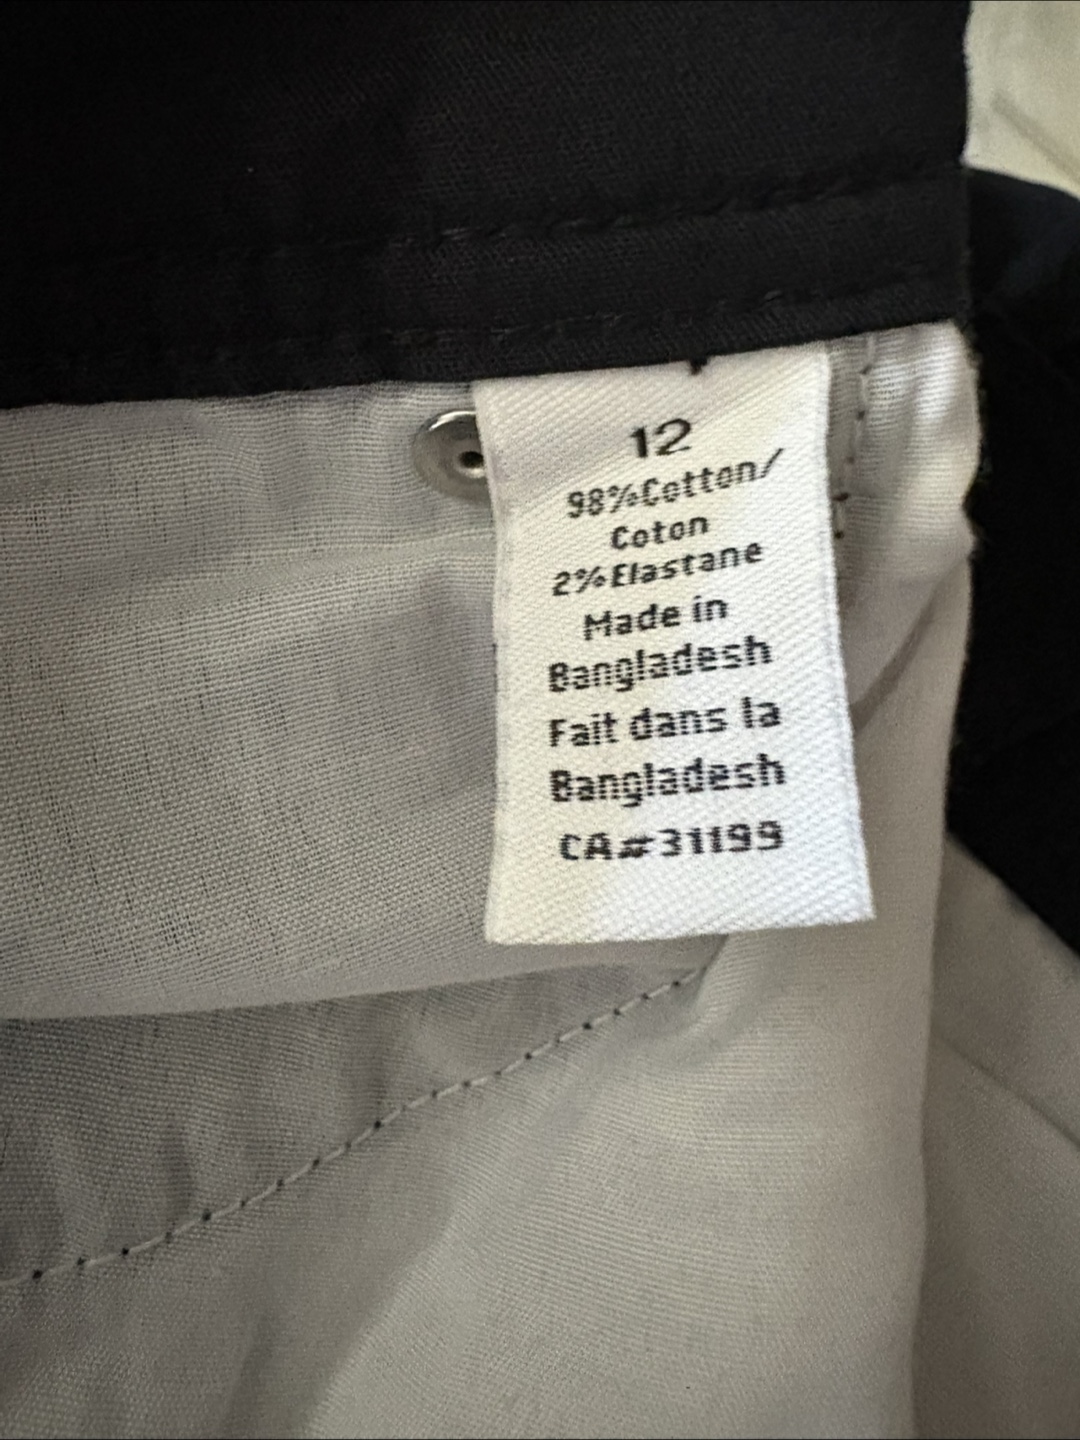 12
98%Cotton/
Coton
2%Elastane
Made in
Bangladesh
Fait dans la
Bangladesh
CA#31199